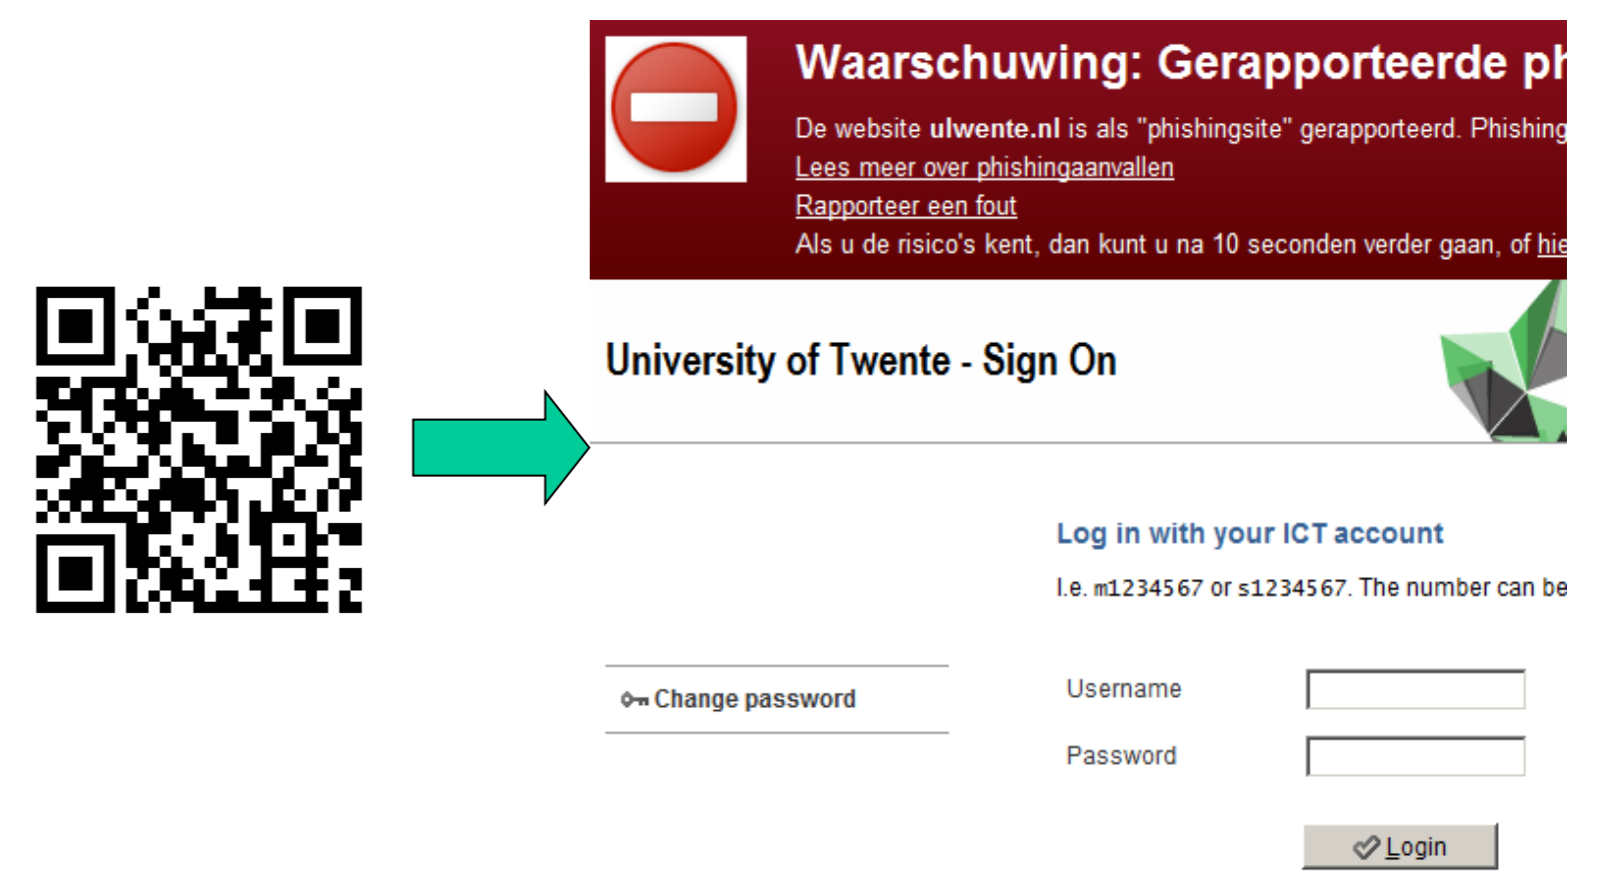 Waarschuwing: Gerapporteerde ph
De website ulwente.nl is als "phishingsite" gerapporteerd. Phishing
Lees meer over phishingaanvallen
Rapporteer een fout
Als u de risico's kent, dan kunt u na 10 seconden verder gaan, of hie
University of Twente - Sign On
Log in with your ICT account
I.e. m1234567 or s1234567. The number can be
Change password
Username
Password
Login